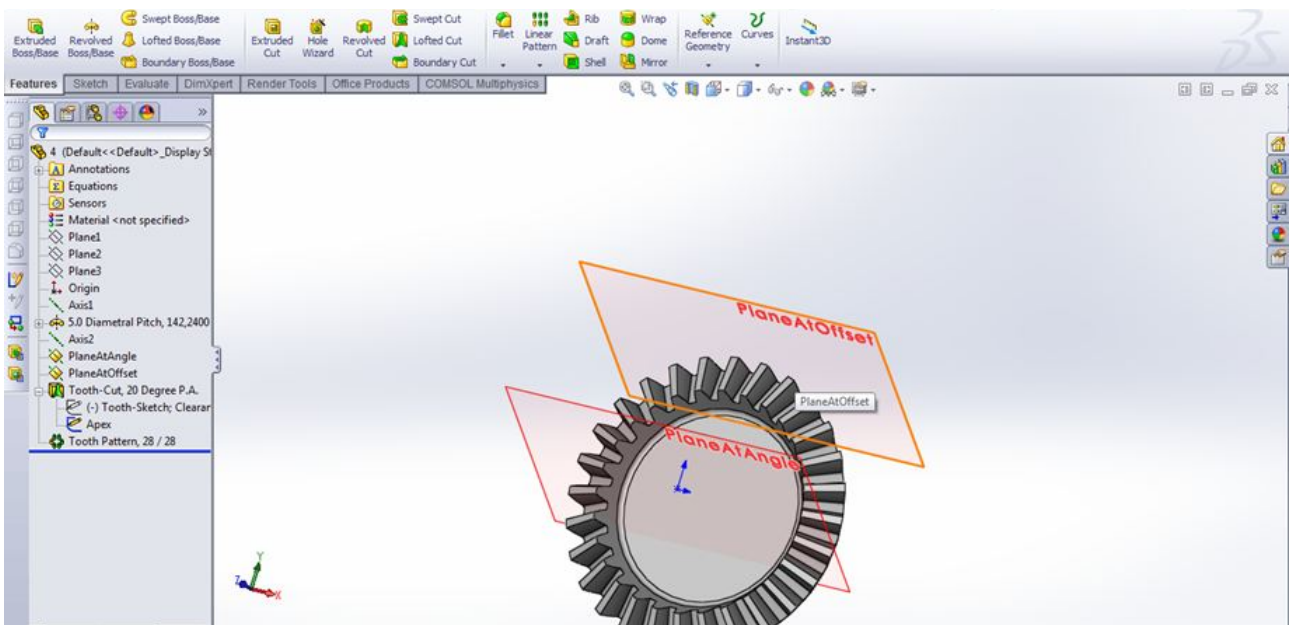 Extruded Boss/Base
Revolved Boss/Base
Swept Boss/Base
Lofted Boss/Base
Boundary Boss/Base
Extruded Cut
Hole Wizard
Revolved Cut
Swept Cut
Lofted Cut
Boundary Cut
Fillet
Linear Pattern
Rib
Draft
Shell
Wrap
Dome
Mirror
Reference Geometry
Curves
Instant3D
Features Sketch Evaluate DimXpert Render Tools Office Products COMSOL Multiphysics
4 (Default<<Default>_Display St
Annotations
Equations
Sensors
Material <not specified>
Plane1
Plane2
Plane3
Origin
Axis1
5.0 Diametral Pitch, 142,2400
Axis2
PlaneAtAngle
PlaneAtOffset
Tooth-Cut, 20 Degree P.A.
(-) Tooth-Sketch; Clearar
Apex
Tooth Pattern, 28 / 28
PlaneAtOffset
PlaneAtOffset
PlaneAtAngle
Y
Z
X